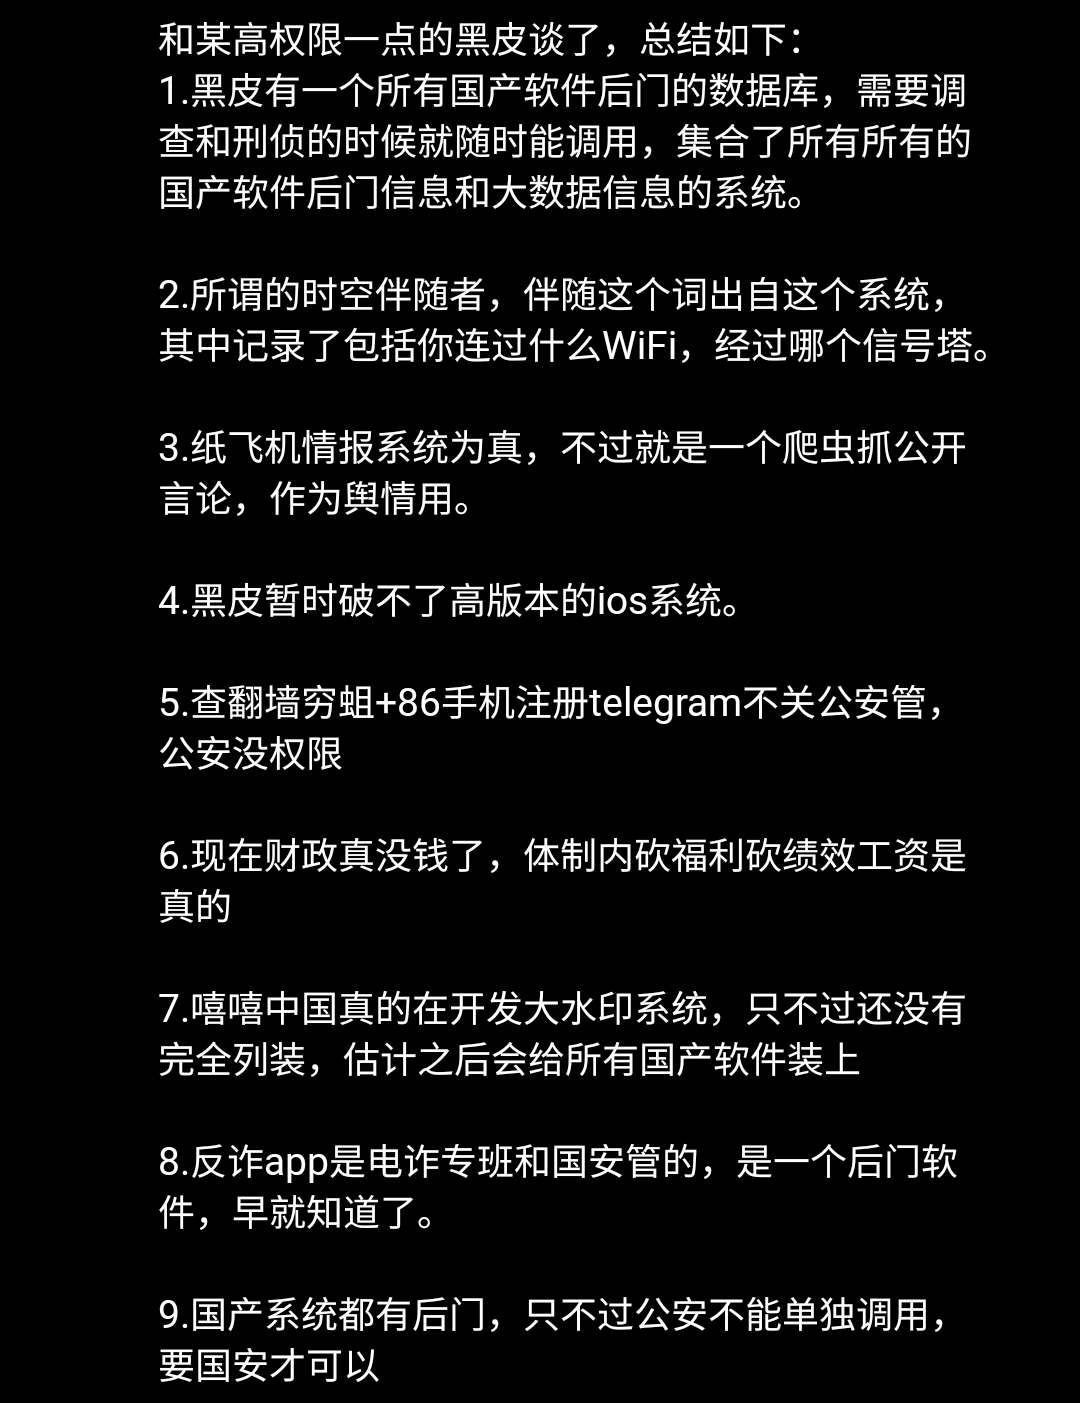 和某高权限一点的黑皮谈了，总结如下：
1.黑皮有一个所有国产软件后门的数据库，需要调
查和刑侦的时候就随时能调用，集合了所有所有的
国产软件后门信息和大数据信息的系统。
2.所谓的时空伴随者，伴随这个词出自这个系统，
其中记录了包括你连过什么WiFi，经过哪个信号塔。
3.纸飞机情报系统为真，不过就是一个爬虫抓公开
言论，作为舆情用。
4.黑皮暂时破不了高版本的ios系统。
5.查翻墙穷蛆+86手机注册telegram不关公安管，
公安没权限
6.现在财政真没钱了，体制内砍福利砍绩效工资是
真的
7.嘻嘻中国真的在开发大水印系统，只不过还没有
完全列装，估计之后会给所有国产软件装上
8.反诈app是电诈专班和国安管的，是一个后门软
件，早就知道了。
9.国产系统都有后门，只不过公安不能单独调用，
要国安才可以